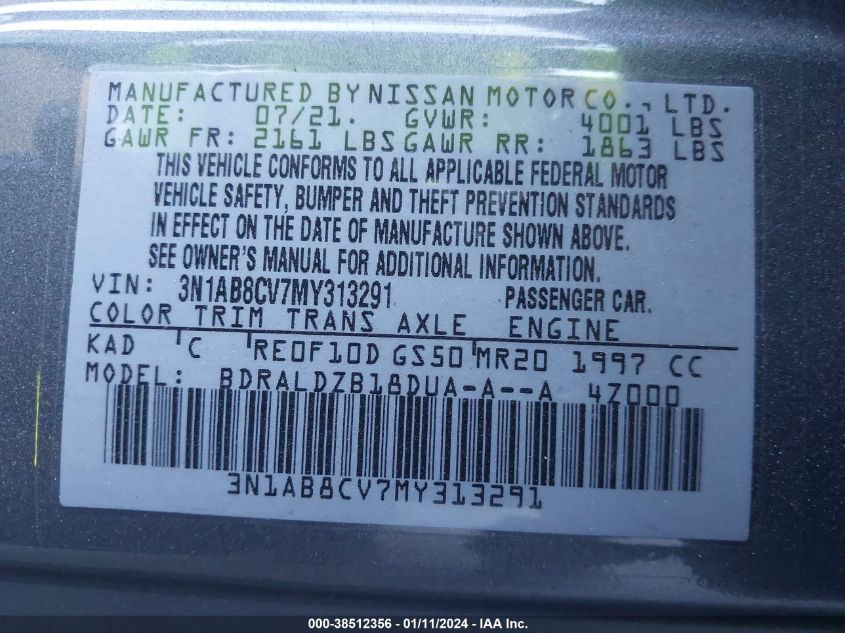 MANUFACTURED BY NISSAN MOTOR CO., LTD.
DATE: 07/21. GVWR: 4001 LBS
GAWR FR: 2161 LBS GAWR RR: 1863 LBS
THIS VEHICLE CONFORMS TO ALL APPLICABLE FEDERAL MOTOR
VEHICLE SAFETY, BUMPER AND THEFT PREVENTION STANDARDS
IN EFFECT ON THE DATE OF MANUFACTURE SHOWN ABOVE.
SEE OWNER'S MANUAL FOR ADDITIONAL INFORMATION.
VIN: 3N1AB8CV7MY313291 PASSENGER CAR.
COLOR TRIM TRANS AXLE ENGINE
KAD C RE0F10D GS50 MR20 1997 CC
MODEL: BDRALDZB18DUA-A--A 4Z000
3N1AB8CV7MY313291
000-38512356 - 01/11/2024 - IAA Inc.